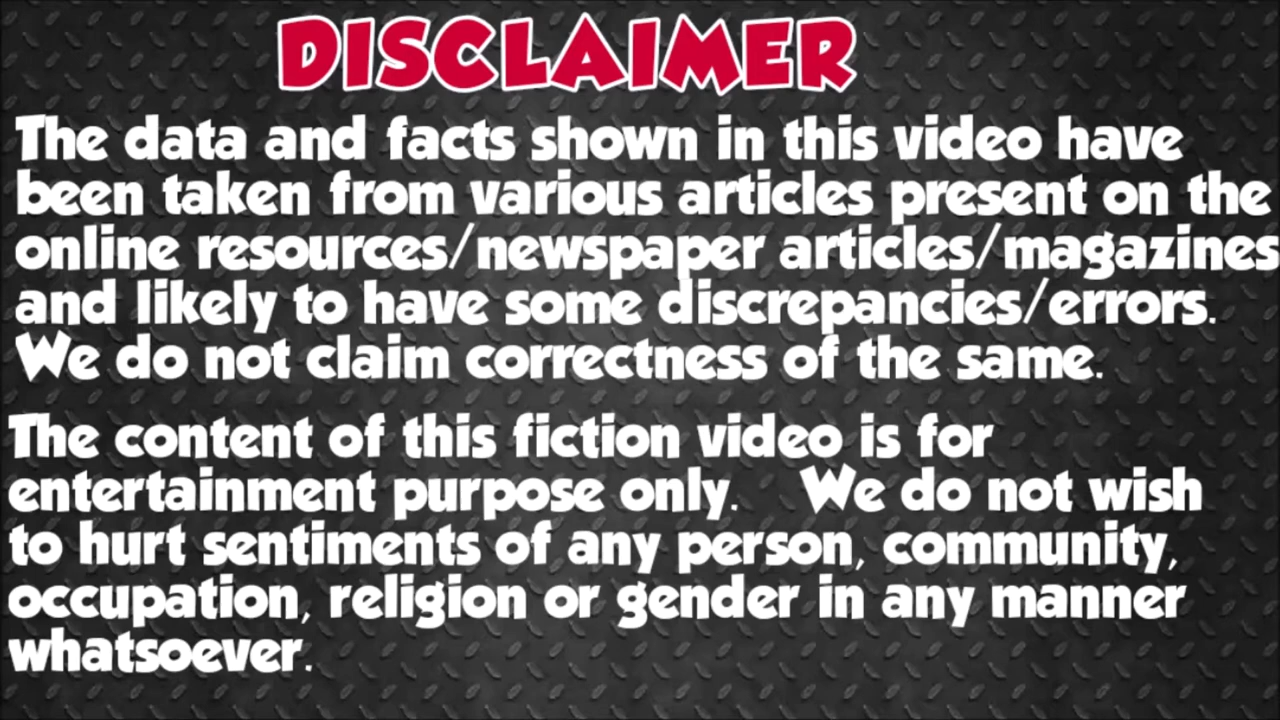 DISCLAIMER
The data and facts shown in this video have
been taken from various articles present on the
online resources/newspaper articles/magazines
and likely to have some discrepancies/errors.
We do not claim correctness of the same.
The content of this fiction video is for
entertainment purpose only. We do not wish
to hurt sentiments of any person, community,
occupation, religion or gender in any manner
whatsoever.